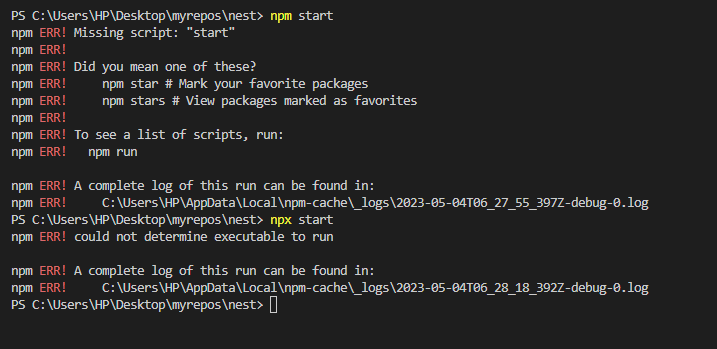 PS C:\Users\HP\Desktop\myrepos\nest> npm start
npm ERR! Missing script: "start"
npm ERR!
npm ERR! Did you mean one of these?
npm ERR!     npm star # Mark your favorite packages
npm ERR!     npm stars # View packages marked as favorites
npm ERR!
npm ERR! To see a list of scripts, run:
npm ERR!   npm run

npm ERR! A complete log of this run can be found in:
npm ERR!     C:\Users\HP\AppData\Local\npm-cache\_logs\2023-05-04T06_27_55_397Z-debug-0.log
PS C:\Users\HP\Desktop\myrepos\nest> npx start
npm ERR! could not determine executable to run

npm ERR! A complete log of this run can be found in:
npm ERR!     C:\Users\HP\AppData\Local\npm-cache\_logs\2023-05-04T06_28_18_392Z-debug-0.log
PS C:\Users\HP\Desktop\myrepos\nest>